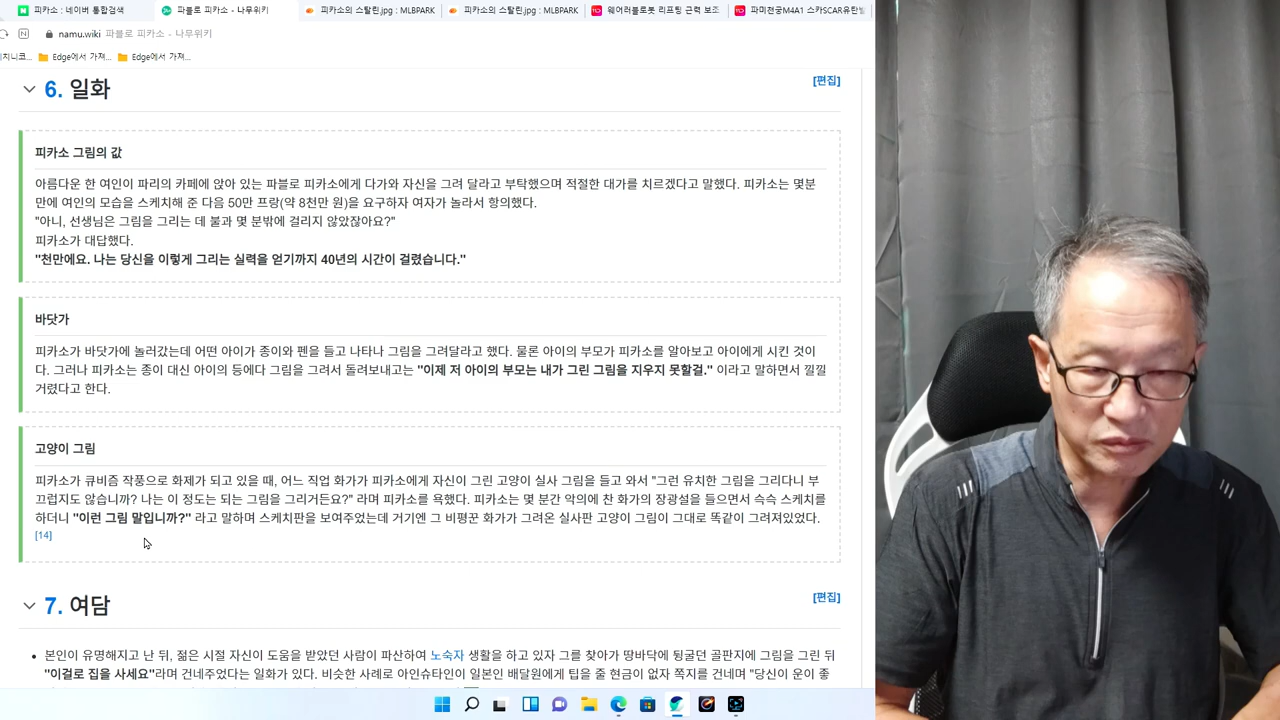 피카소 : 네이버 통합검색
파블로 피카소 - 나무위키
피카소의 스탈린.jpg : MLBPARK
피카소의 스탈린.jpg : MLBPARK
웨어러블로봇 리프팅 근력 보조
파미전궁M4A1 스카SCAR유탄발
namu.wiki 파블로 피카소 - 나무위키
치니코... Edge에서 가져... Edge에서 가져...
6. 일화
[편집]
피카소 그림의 값
아름다운 한 여인이 파리의 카페에 앉아 있는 파블로 피카소에게 다가와 자신을 그려 달라고 부탁했으며 적절한 대가를 치르겠다고 말했다. 피카소는 몇분
만에 여인의 모습을 스케치해 준 다음 50만 프랑(약 8천만 원)을 요구하자 여자가 놀라서 항의했다.
"아니, 선생님은 그림을 그리는 데 불과 몇 분밖에 걸리지 않았잖아요?"
피카소가 대답했다.
"천만에요. 나는 당신을 이렇게 그리는 실력을 얻기까지 40년의 시간이 걸렸습니다."
바닷가
피카소가 바닷가에 놀러갔는데 어떤 아이가 종이와 펜을 들고 나타나 그림을 그려달라고 했다. 물론 아이의 부모가 피카소를 알아보고 아이에게 시킨 것이
다. 그러나 피카소는 종이 대신 아이의 등에다 그림을 그려서 돌려보내고는 "이제 저 아이의 부모는 내가 그린 그림을 지우지 못할걸." 이라고 말하면서 낄낄
거렸다고 한다.
고양이 그림
피카소가 큐비즘 작풍으로 화제가 되고 있을 때, 어느 직업 화가가 피카소에게 자신이 그린 고양이 실사 그림을 들고 와서 "그런 유치한 그림을 그리다니 부
끄럽지도 않습니까? 나는 이 정도는 되는 그림을 그리거든요?" 라며 피카소를 욕했다. 피카소는 몇 분간 악의에 찬 화가의 장광설을 들으면서 슥슥 스케치를
하더니 "이런 그림 말입니까?" 라고 말하며 스케치판을 보여주었는데 거기엔 그 비평꾼 화가가 그려온 실사판 고양이 그림이 그대로 똑같이 그려져있었다.
[14]
7. 여담
[편집]
본인이 유명해지고 난 뒤, 젊은 시절 자신이 도움을 받았던 사람이 파산하여 노숙자 생활을 하고 있자 그를 찾아가 땅바닥에 뒹굴던 골판지에 그림을 그린 뒤
"이걸로 집을 사세요"라며 건네주었다는 일화가 있다. 비슷한 사례로 아인슈타인이 일본인 배달원에게 팁을 줄 현금이 없자 쪽지를 건네며 "당신이 운이 좋